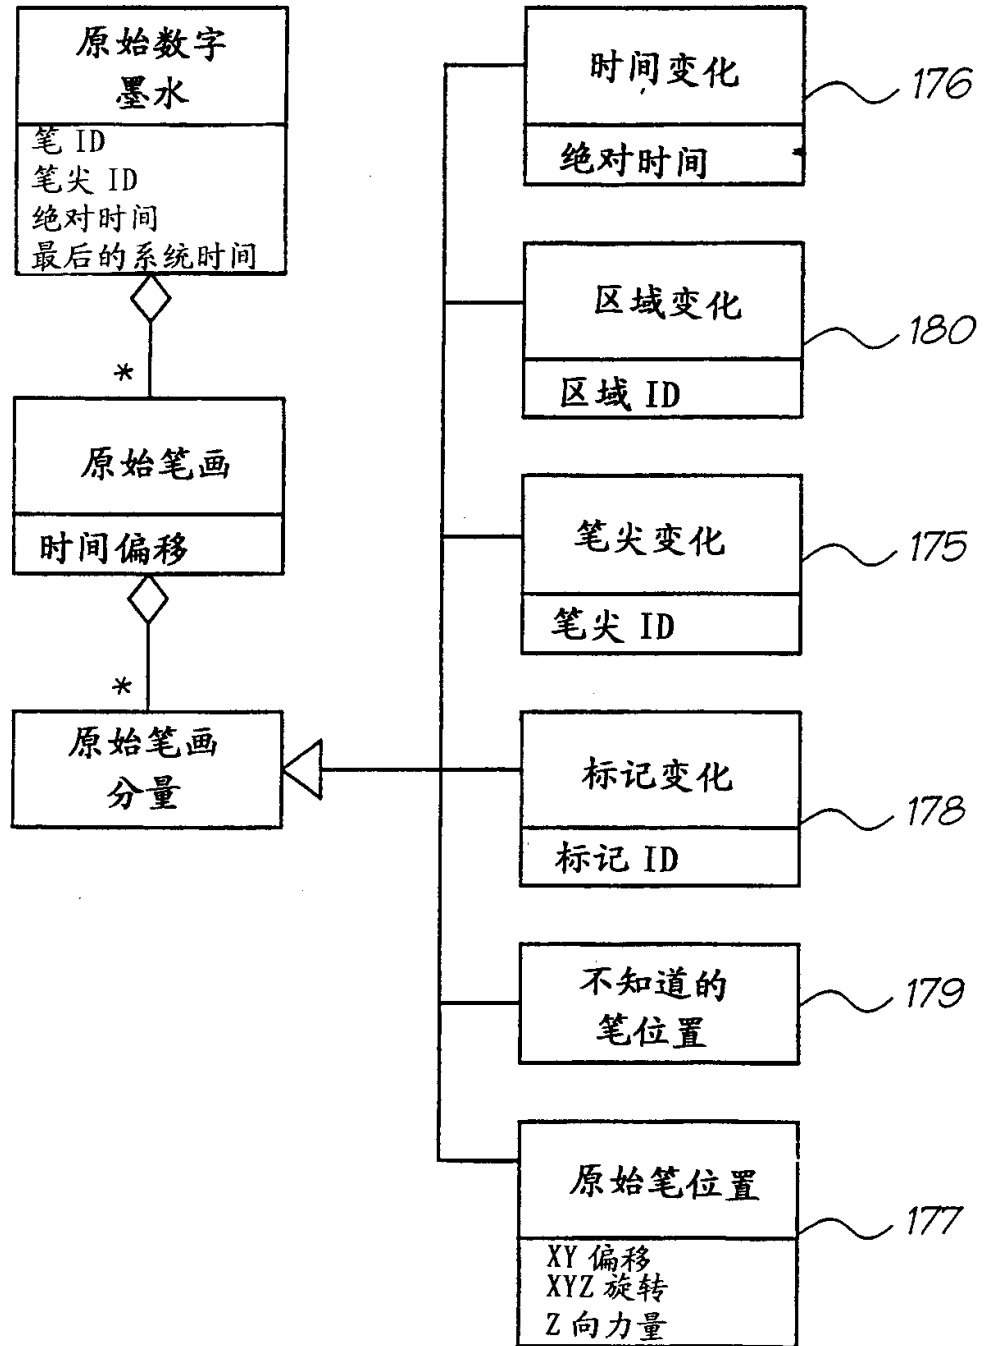 原始数字
墨水
笔 ID
笔尖 ID
绝对时间
最后的系统时间
*
原始笔画
时间偏移
*
原始笔画
分量
时间变化
176
绝对时间
区域变化
180
区域 ID
笔尖变化
175
笔尖 ID
标记变化
178
标记 ID
不知道的
笔位置
179
原始笔位置
177
XY 偏移
XYZ 旋转
Z 向力量